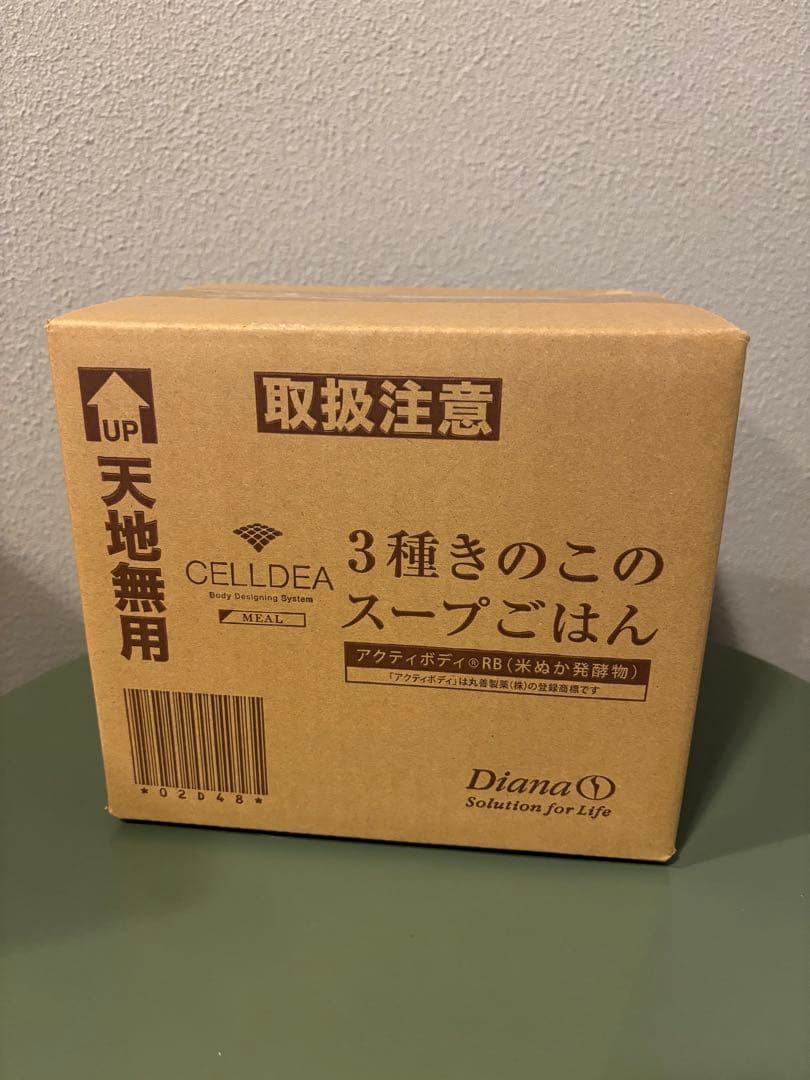 UP
天地無用
取扱注意
CELLDEA
Body Designing System
MEAL
3種きのこの
スープごはん
アクティボディ®RB(米ぬか発酵物)
「アクティボディ」は丸善製薬(株)の登録商標です
*02D48*
Diana
Solution for Life